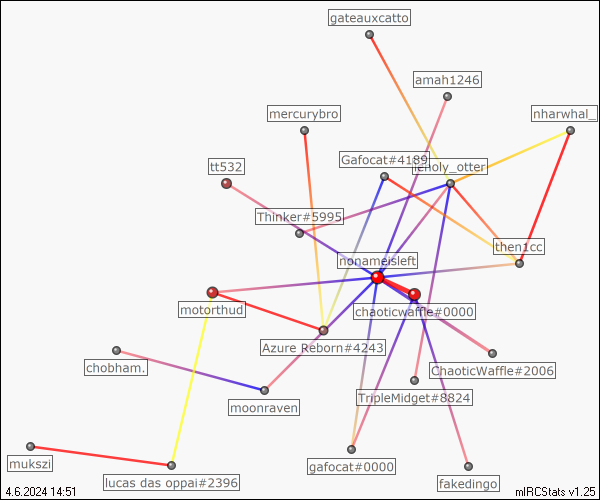 gateauxcatto
amah1246
mercurybro
nharwhal_
Gafocat#4189
tt532
Thinker#5995
then1cc
nonameisleft
motorthud
chaoticwaffle#0000
Azure Reborn#4243
chobham.
ChaoticWaffle#2006
TripleMidget#8824
moonraven
mukszi
gafocat#0000
fakedingo
lucas das oppai#2396
4.6.2024 14:51
mIRCStats v1.25